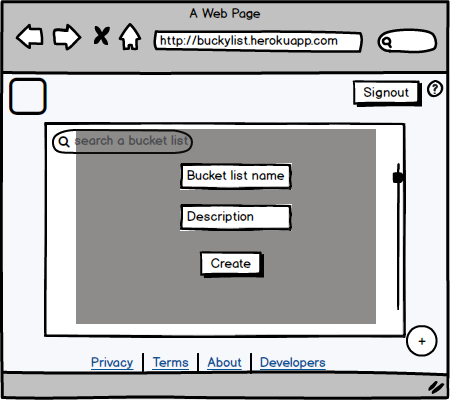 A Web Page
http://buckylist.herokuapp.com
Signout
?
search a bucket list
Bucket list name
Description
Create
+
Privacy Terms About Developers